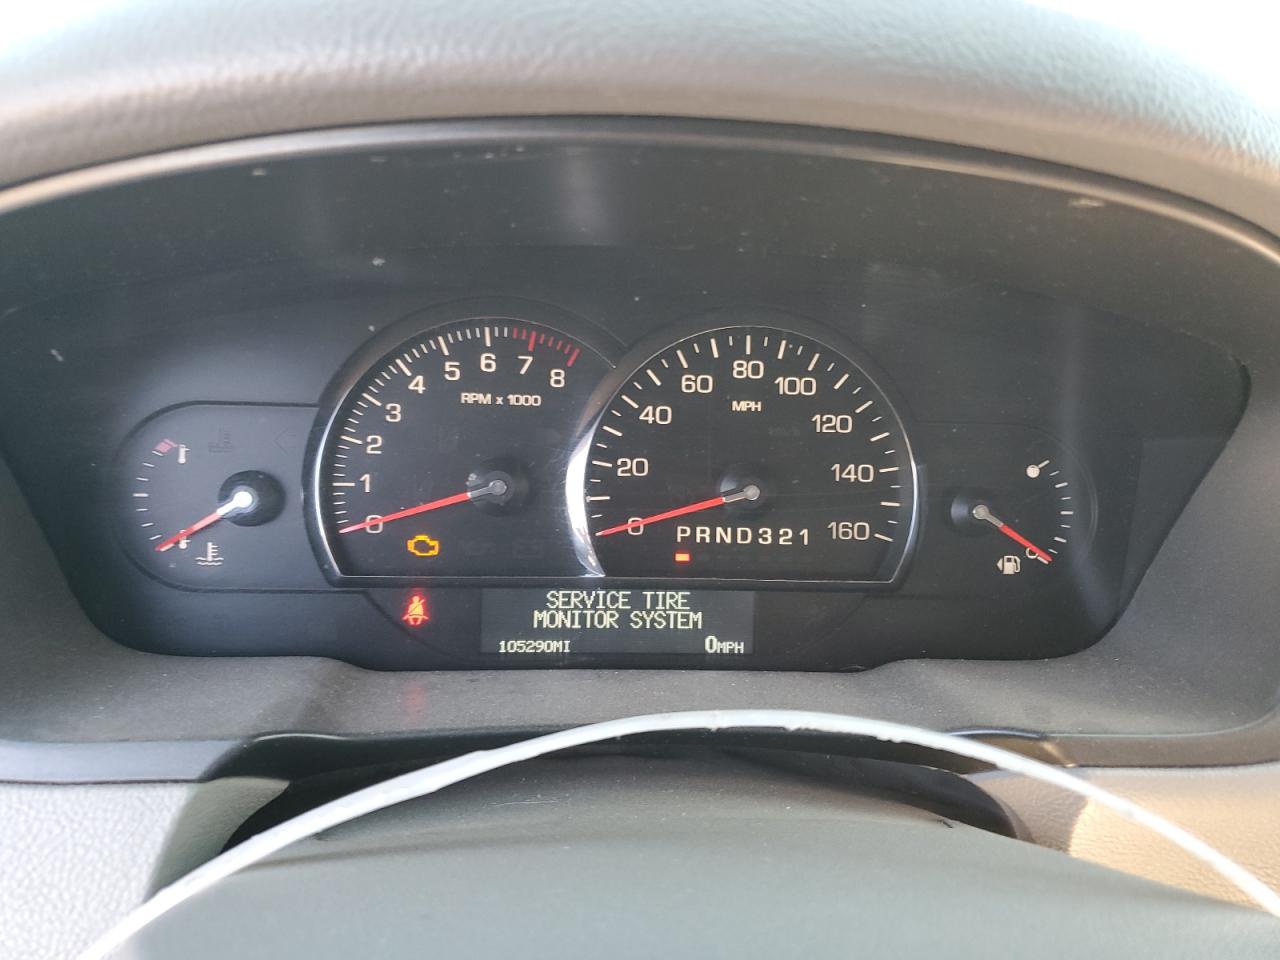 1 2 3 4 5 6 7 8
0
RPM x 1000
0 20 40 60 80 100 120 140 160
MPH
PRND321
SERVICE TIRE
MONITOR SYSTEM
105290MI 0MPH